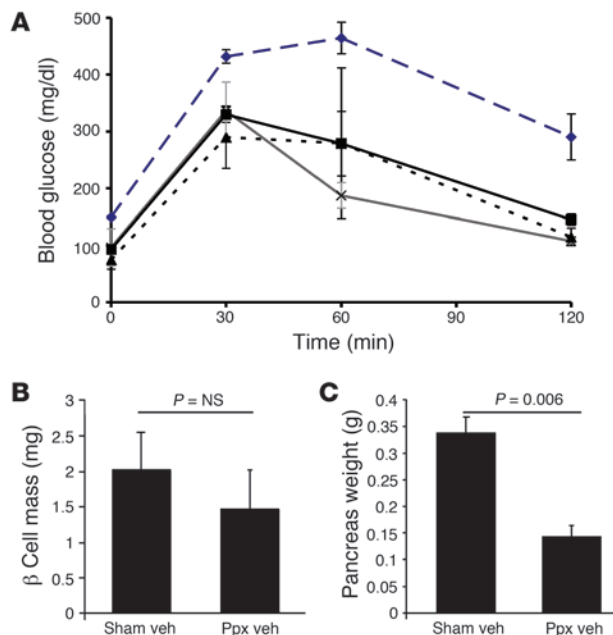 A
Blood glucose (mg/dl)
500
400
300
200
100
0
0 30 60 90 120
Time (min)
B
β Cell mass (mg)
P = NS
3
2.5
2
1.5
1
0.5
0
Sham veh Ppx veh
C
Pancreas weight (g)
P = 0.006
0.4
0.35
0.3
0.25
0.2
0.15
0.1
0.05
0
Sham veh Ppx veh